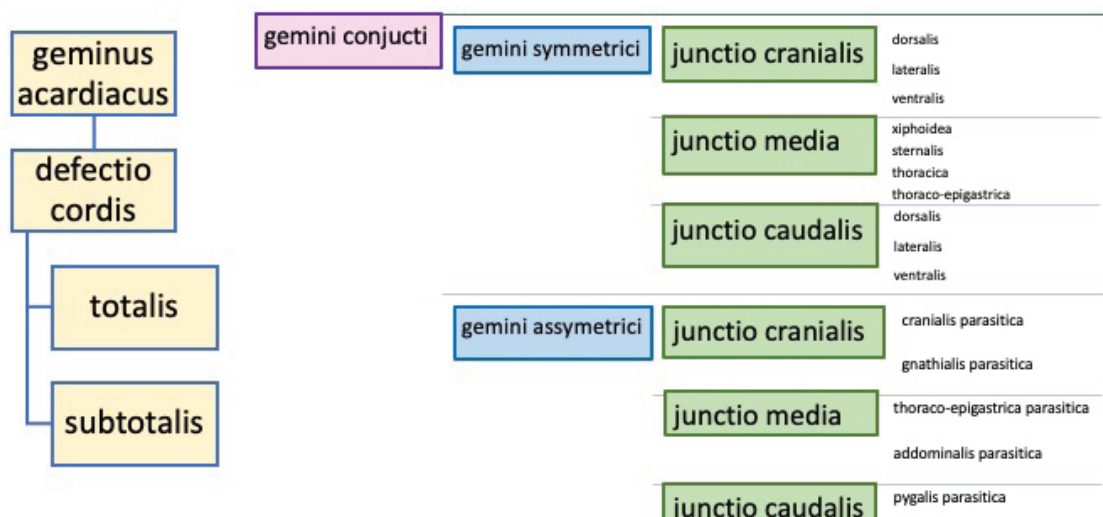 geminus
acardiacus
defectio
cordis
totalis
subtotalis
gemini conjucti
gemini symmetrici
junctio cranialis
dorsalis
lateralis
ventralis
junctio media
xiphoidea
sternalis
thoracica
thoraco-epigastrica
junctio caudalis
dorsalis
lateralis
ventralis
gemini assymetrici
junctio cranialis
cranialis parasitica
gnathialis parasitica
junctio media
thoraco-epigastrica parasitica
addominalis parasitica
junctio caudalis
pygalis parasitica